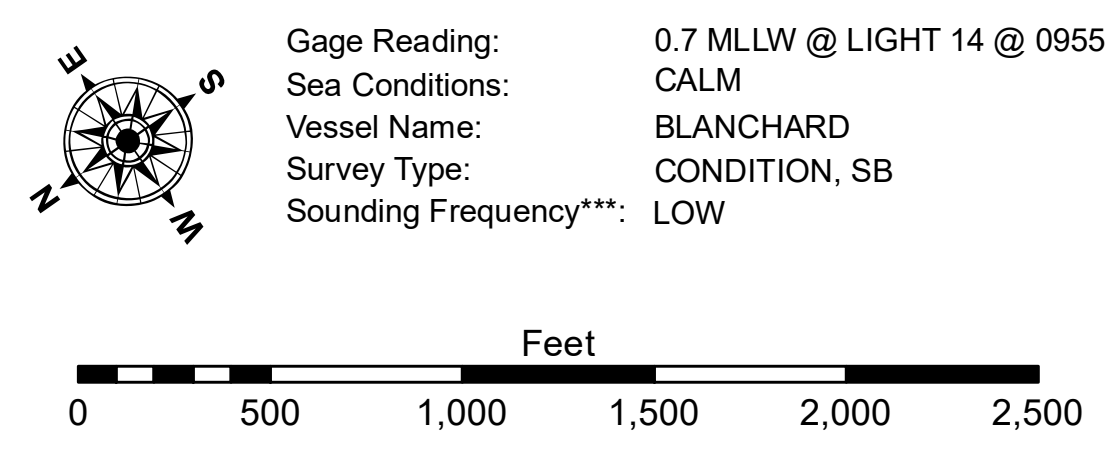 E
S
N
W
Gage Reading: 0.7 MLLW @ LIGHT 14 @ 0955
Sea Conditions: CALM
Vessel Name: BLANCHARD
Survey Type: CONDITION, SB
Sounding Frequency***: LOW
Feet
0 500 1,000 1,500 2,000 2,500